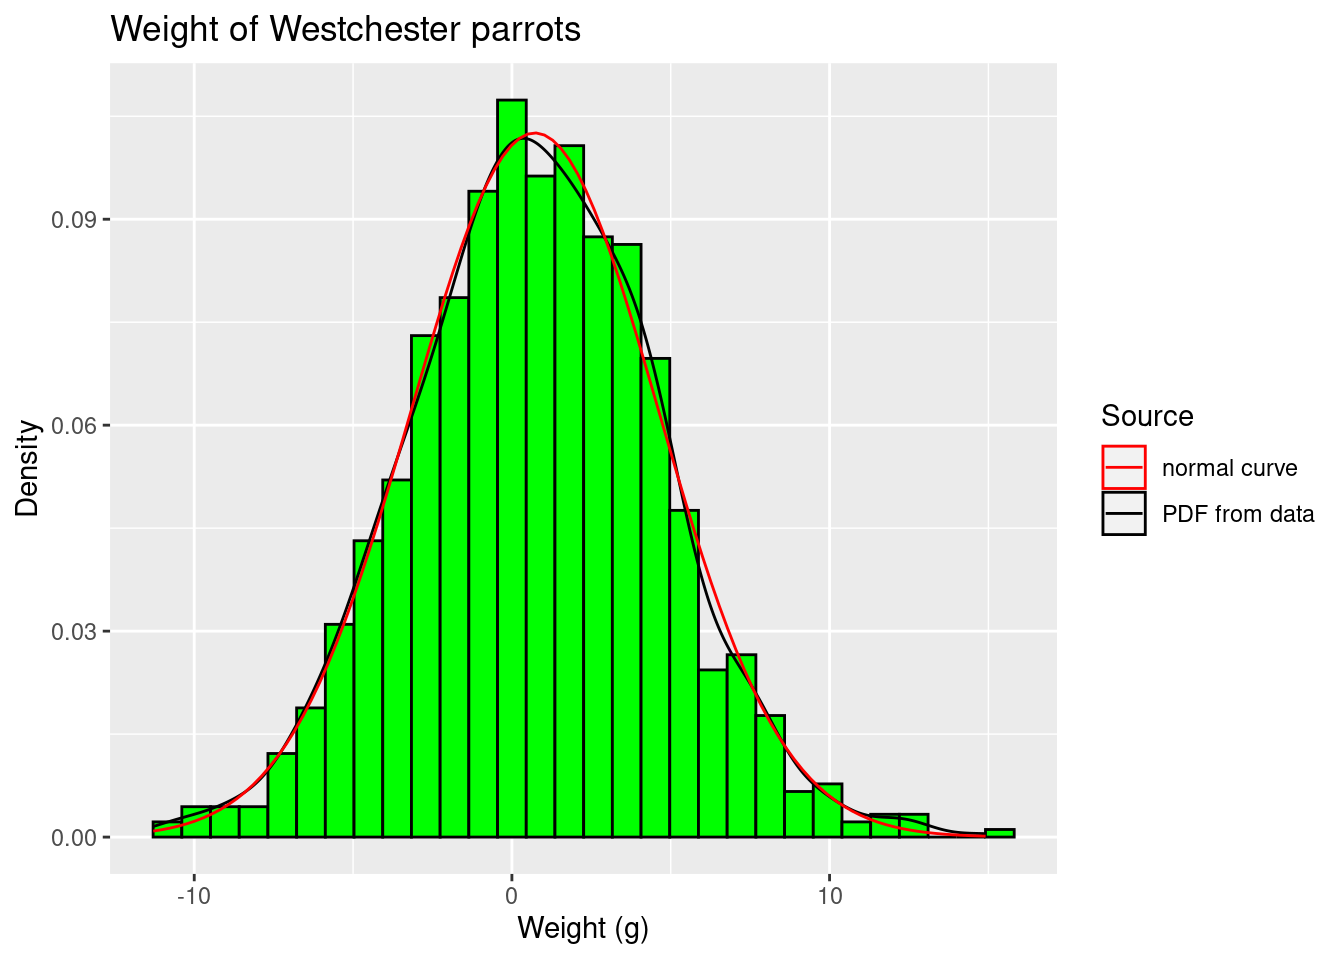 Weight of Westchester parrots
Density
0.09
0.06
0.03
0.00
-10
0
10
Weight (g)
Source
normal curve
PDF from data